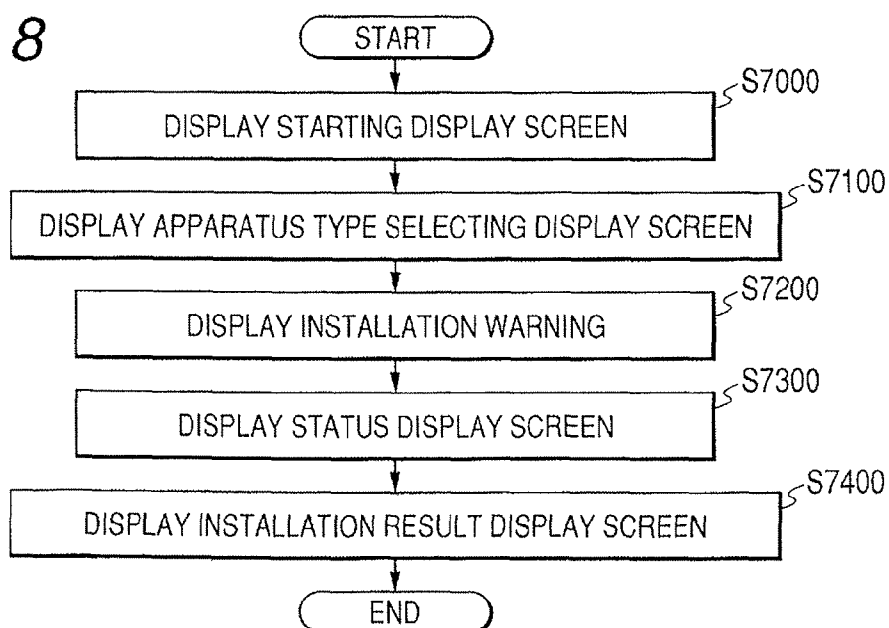 8
START
S7000
DISPLAY STARTING DISPLAY SCREEN
S7100
DISPLAY APPARATUS TYPE SELECTING DISPLAY SCREEN
S7200
DISPLAY INSTALLATION WARNING
S7300
DISPLAY STATUS DISPLAY SCREEN
S7400
DISPLAY INSTALLATION RESULT DISPLAY SCREEN
END